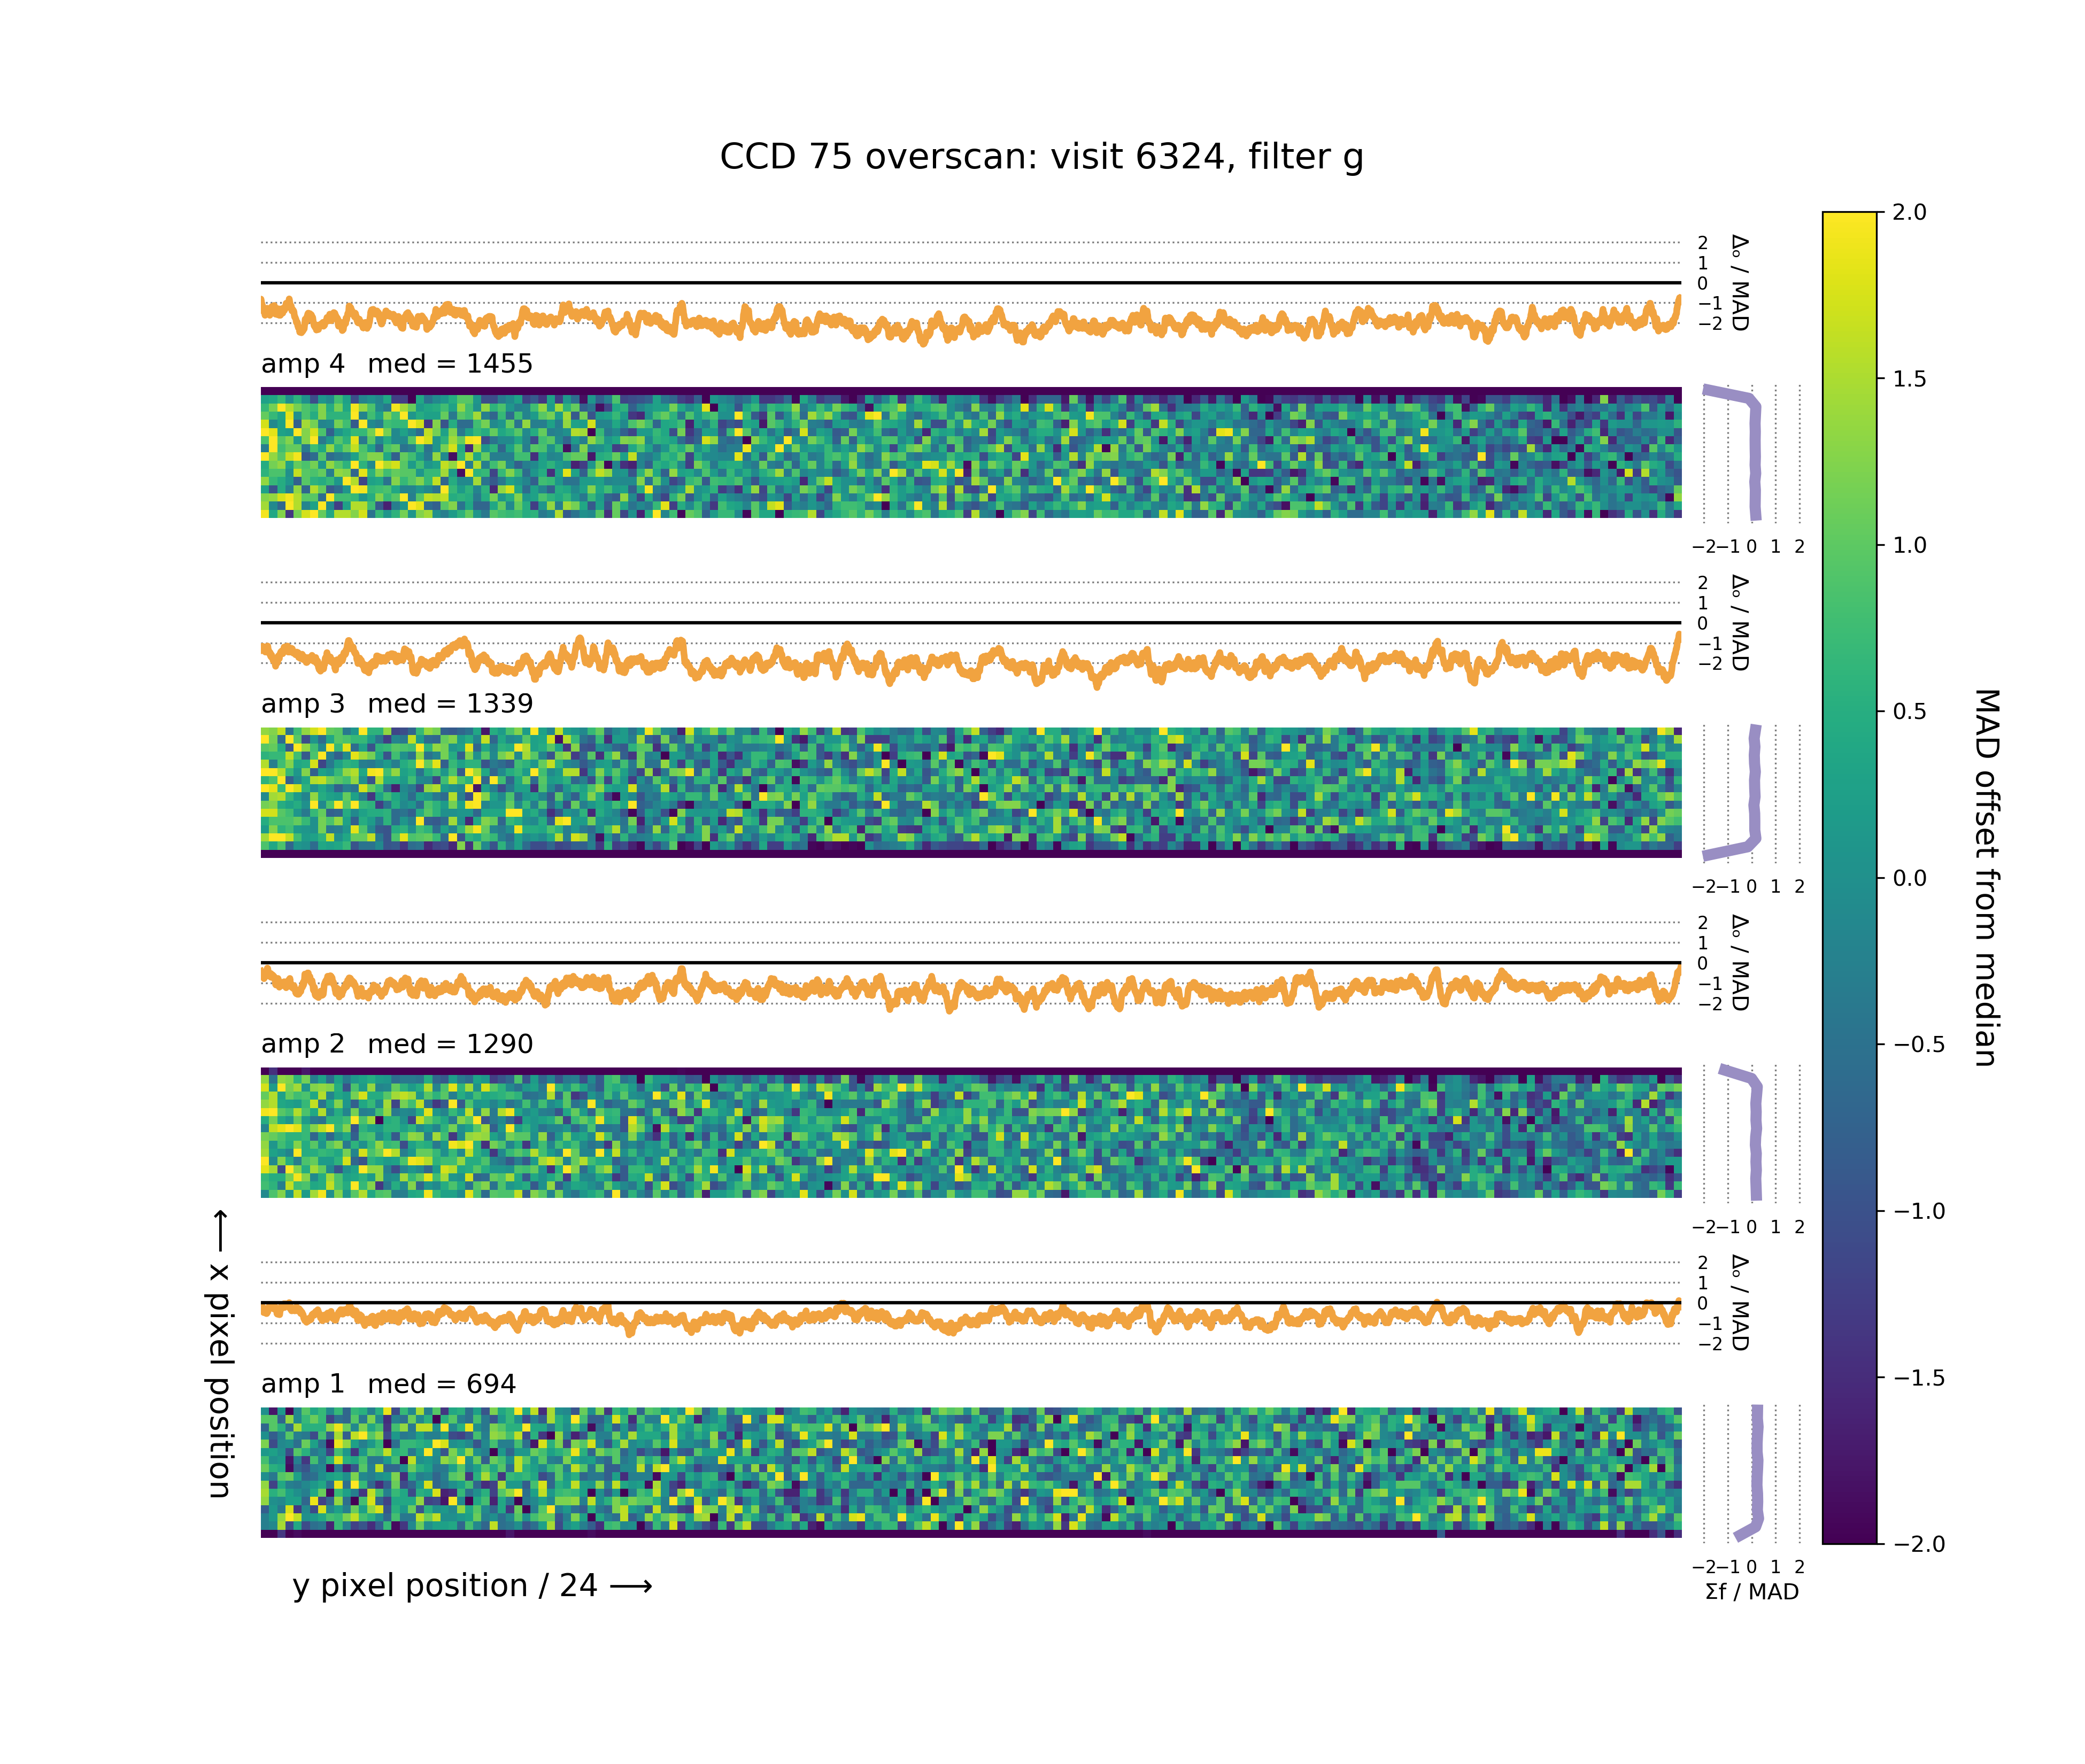 CCD 75 overscan: visit 6324, filter g
2
1
0
−1
−2
Δₒ / MAD
amp 4 med = 1455
−2 −1 0 1 2
2
1
0
−1
−2
Δₒ / MAD
amp 3 med = 1339
−2 −1 0 1 2
2
1
0
−1
−2
Δₒ / MAD
amp 2 med = 1290
−2 −1 0 1 2
2
1
0
−1
−2
Δₒ / MAD
amp 1 med = 694
−2 −1 0 1 2
Σf / MAD
y pixel position / 24 ⟶
⟵ x pixel position
2.0
1.5
1.0
0.5
0.0
−0.5
−1.0
−1.5
−2.0
MAD offset from median